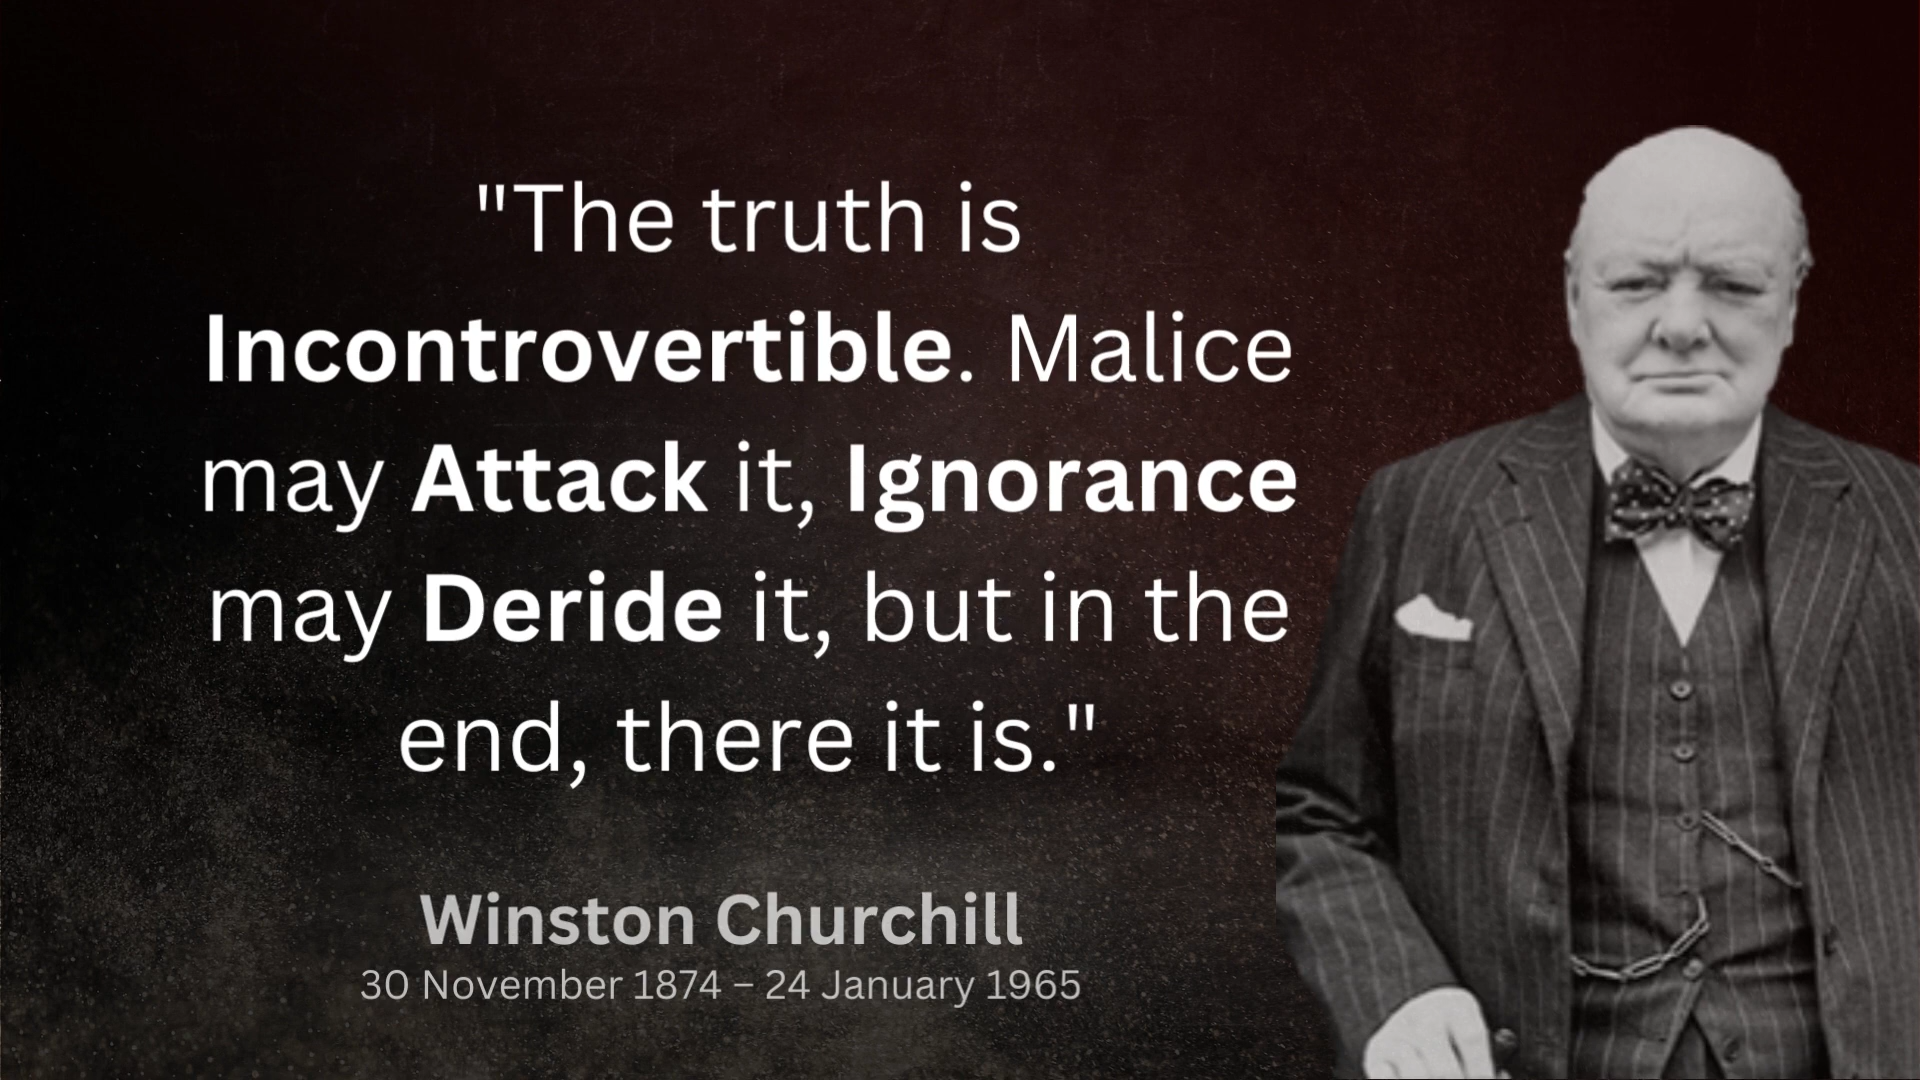 "The truth is
Incontrovertible. Malice
may Attack it, Ignorance
may Deride it, but in the
end, there it is."
Winston Churchill
30 November 1874 – 24 January 1965